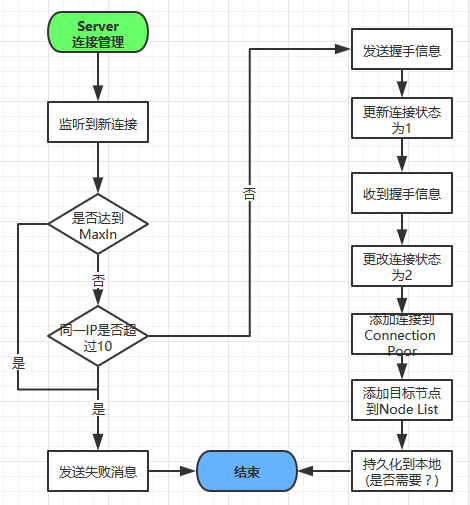 Server
连接管理
监听到新连接
是否达到
MaxIn
否
同一IP是否超
过10
是
是
发送失败消息
结束
否
发送握手信息
更新连接状态
为1
收到握手信息
更改连接状态
为2
添加连接到
Connection
Poor
添加目标节点
到Node List
持久化到本地
(是否需要？)